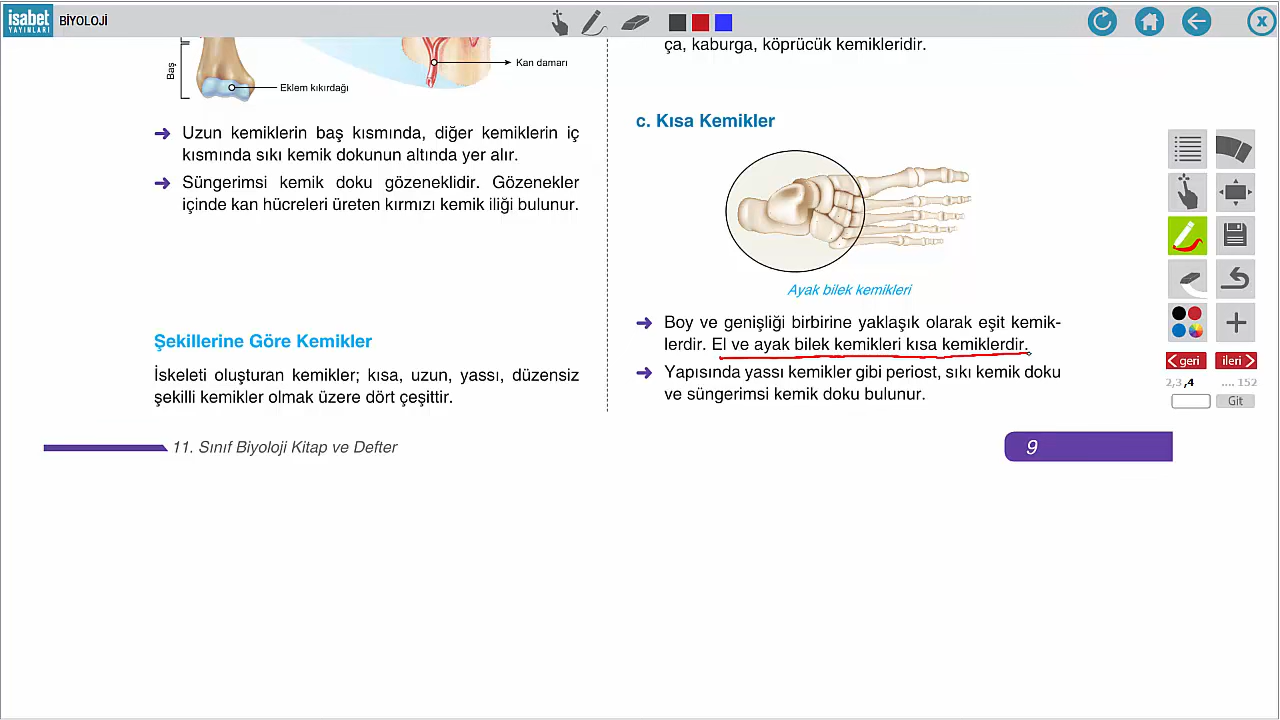 isabet
YAYINLARI
BİYOLOJİ
Baş
Kan damarı
Eklem kıkırdağı
➜ Uzun kemiklerin baş kısmında, diğer kemiklerin iç
kısmında sıkı kemik dokunun altında yer alır.
➜ Süngerimsi kemik doku gözeneklidir. Gözenekler
içinde kan hücreleri üreten kırmızı kemik iliği bulunur.
Şekillerine Göre Kemikler
İskeleti oluşturan kemikler; kısa, uzun, yassı, düzensiz
şekilli kemikler olmak üzere dört çeşittir.
ça, kaburga, köprücük kemikleridir.
c. Kısa Kemikler
Ayak bilek kemikleri
➜ Boy ve genişliği birbirine yaklaşık olarak eşit kemik-
lerdir. El ve ayak bilek kemikleri kısa kemiklerdir.
➜ Yapısında yassı kemikler gibi periost, sıkı kemik doku
ve süngerimsi kemik doku bulunur.
11. Sınıf Biyoloji Kitap ve Defter
9
geri
ileri
2,3,4 .... 152
Git